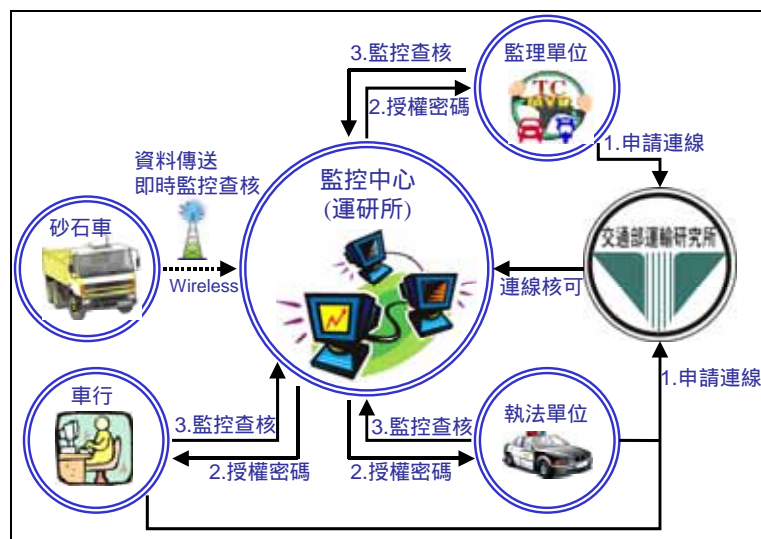 3.監控查核
監理單位
TC
2.授權密碼
1.申請連線
資料傳送
即時監控查核
監控中心
(運研所)
砂石車
交通部運輸研究所
Wireless
連線核可
1.申請連線
車行
執法單位
3.監控查核
3.監控查核
2.授權密碼
2.授權密碼